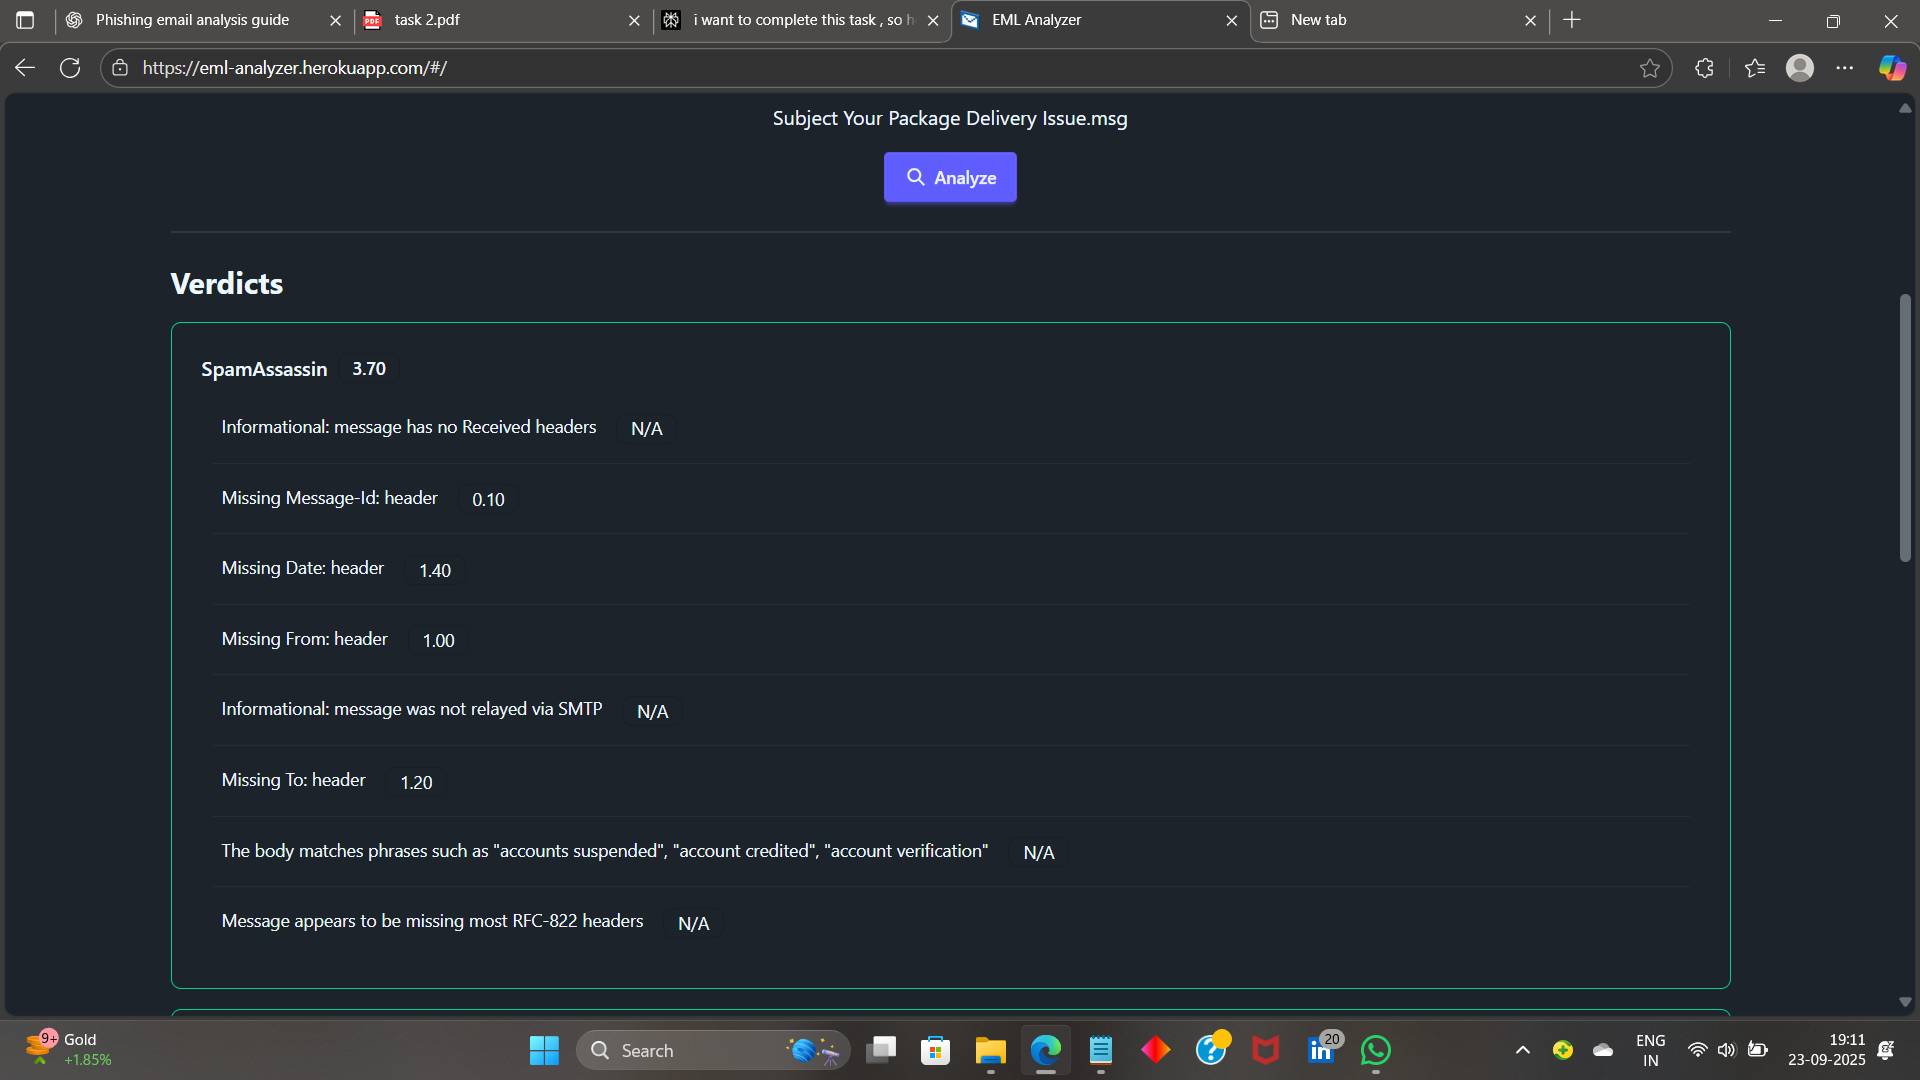 Phishing email analysis guide
task 2.pdf
i want to complete this task , so h
EML Analyzer
New tab
https://eml-analyzer.herokuapp.com/#/
Subject Your Package Delivery Issue.msg
Analyze
Verdicts
SpamAssassin 3.70
Informational: message has no Received headers N/A
Missing Message-Id: header 0.10
Missing Date: header 1.40
Missing From: header 1.00
Informational: message was not relayed via SMTP N/A
Missing To: header 1.20
The body matches phrases such as "accounts suspended", "account credited", "account verification" N/A
Message appears to be missing most RFC-822 headers N/A
9+
Gold
+1.85%
Search
20
ENG
IN
19:11
23-09-2025